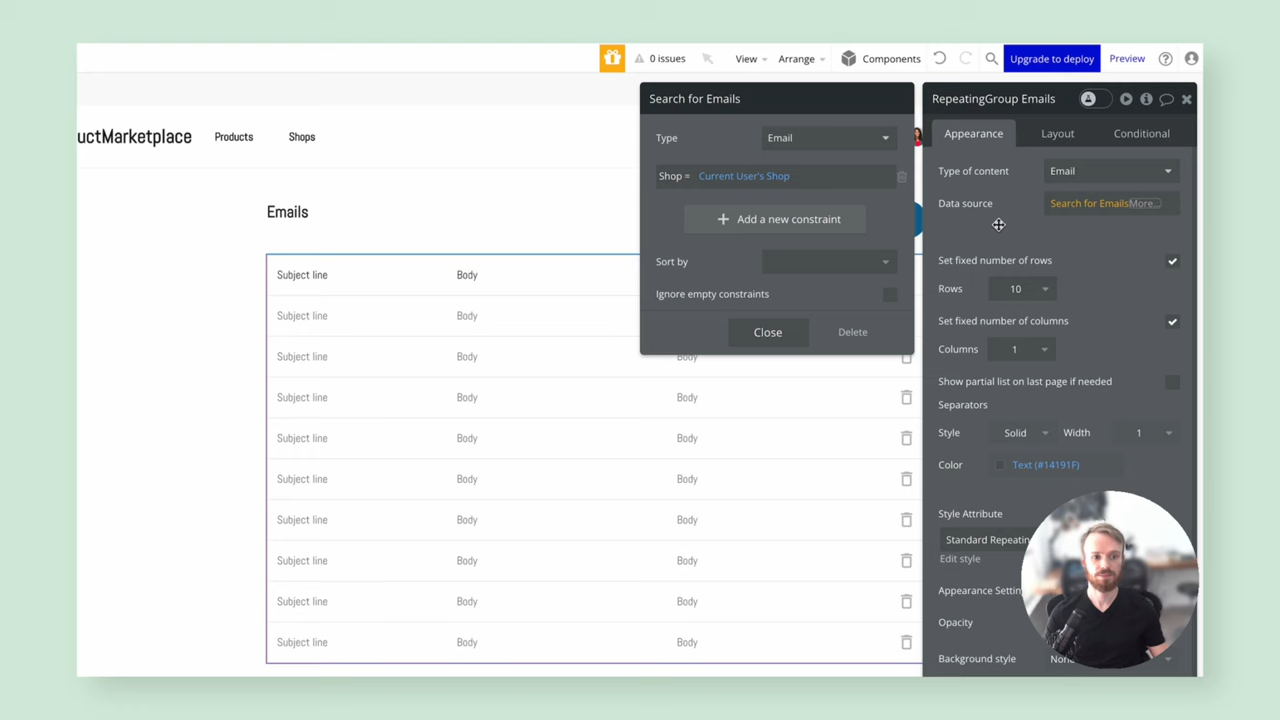 0 issues
View
Arrange
Components
Upgrade to deploy
Preview
uctMarketplace
Products
Shops
Emails
Subject line Body
Subject line Body
Subject line Body Body
Subject line Body Body
Subject line Body Body
Subject line Body Body
Subject line Body Body
Subject line Body Body
Subject line Body Body
Subject line Body Body
Search for Emails
Type Email
Shop = Current User's Shop
Add a new constraint
Sort by
Ignore empty constraints
Close Delete
RepeatingGroup Emails
Appearance Layout Conditional
Type of content Email
Data source Search for EmailsMore...
Set fixed number of rows
Rows 10
Set fixed number of columns
Columns 1
Show partial list on last page if needed
Separators
Style Solid Width 1
Color Text (#14191F)
Style Attribute
Standard Repeatin
Edit style
Appearance Settin
Opacity
Background style Non